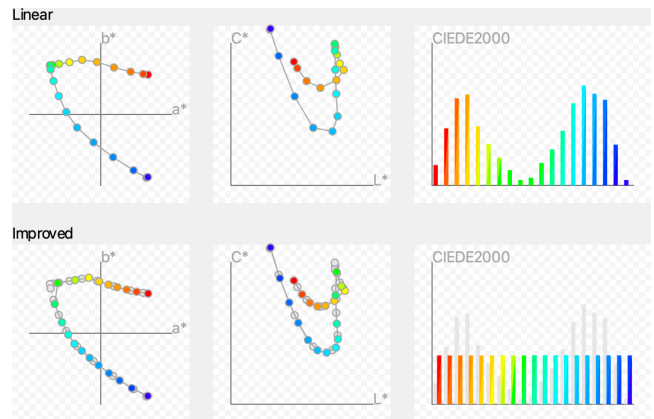 Linear
b*
a*
C*
L*
CIEDE2000
Improved
b*
a*
C*
L*
CIEDE2000